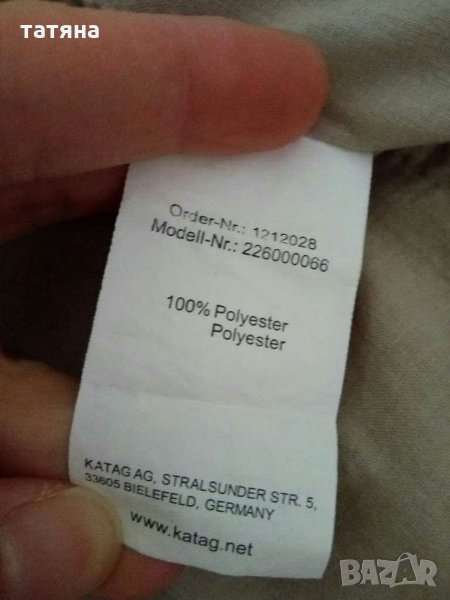 татяна
Order-Nr.: 1212028
Modell-Nr.: 226000066
100% Polyester
Polyester
KATAG AG, STRALSUNDER STR. 5,
33605 BIELEFELD, GERMANY
www.katag.net
BAZAR